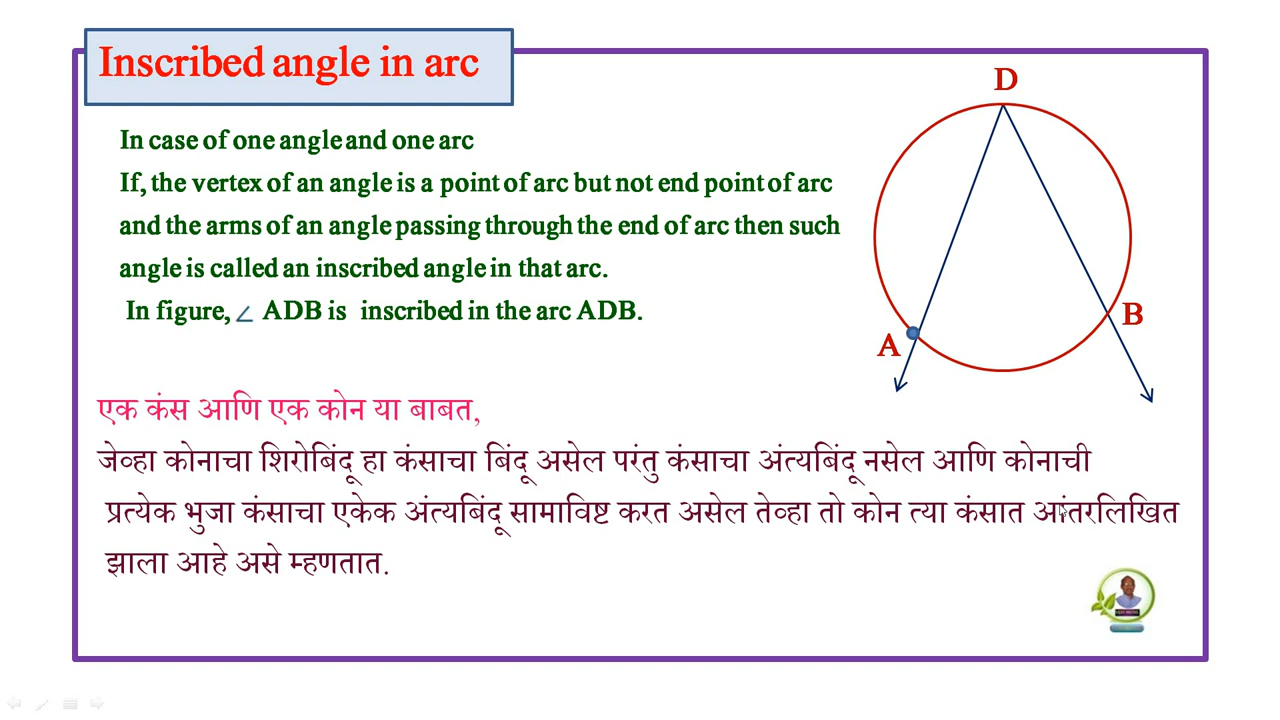 Inscribed angle in arc
In case of one angle and one arc
If, the vertex of an angle is a point of arc but not end point of arc
and the arms of an angle passing through the end of arc then such
angle is called an inscribed angle in that arc.
In figure, ∠ ADB is inscribed in the arc ADB.
D
A
B
एक कंस आणि एक कोन या बाबत,
जेव्हा कोनाचा शिरोबिंदू हा कंसाचा बिंदू असेल परंतु कंसाचा अंत्यबिंदू नसेल आणि कोनाची
प्रत्येक भुजा कंसाचा एकेक अंत्यबिंदू सामाविष्ट करत असेल तेव्हा तो कोन त्या कंसात आंतरलिखित
झाला आहे असे म्हणतात.